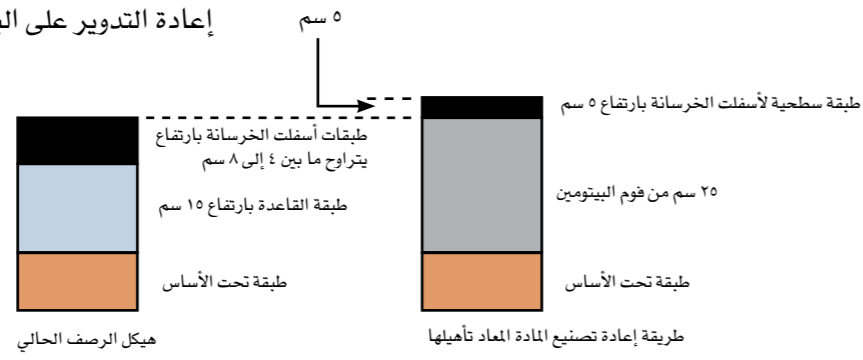 إعادة التدوير على
٥ سم
طبقة سطحية لأسفلت الخرسانة بارتفاع ٥ سم
طبقات أسفلت الخرسانة بارتفاع
يتراوح ما بين ٤ إلى ٨ سم
٢٥ سم من فوم البيتومين
طبقة القاعدة بارتفاع ١٥ سم
طبقة تحت الأساس
طبقة تحت الأساس
طريقة إعادة تصنيع المادة المعاد تأهيلها
هيكل الرصف الحالي